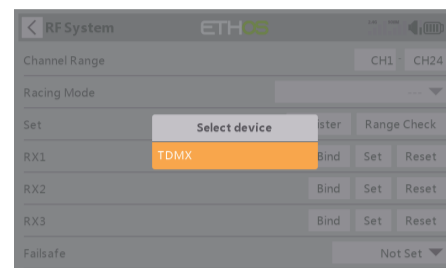 RF System ETHOS
Channel Range CH1 - CH24
Racing Mode ---
Set ister Range Check
Select device
TDMX
RX1 Bind Set Reset
RX2 Bind Set Reset
RX3 Bind Set Reset
Failsafe Not Set